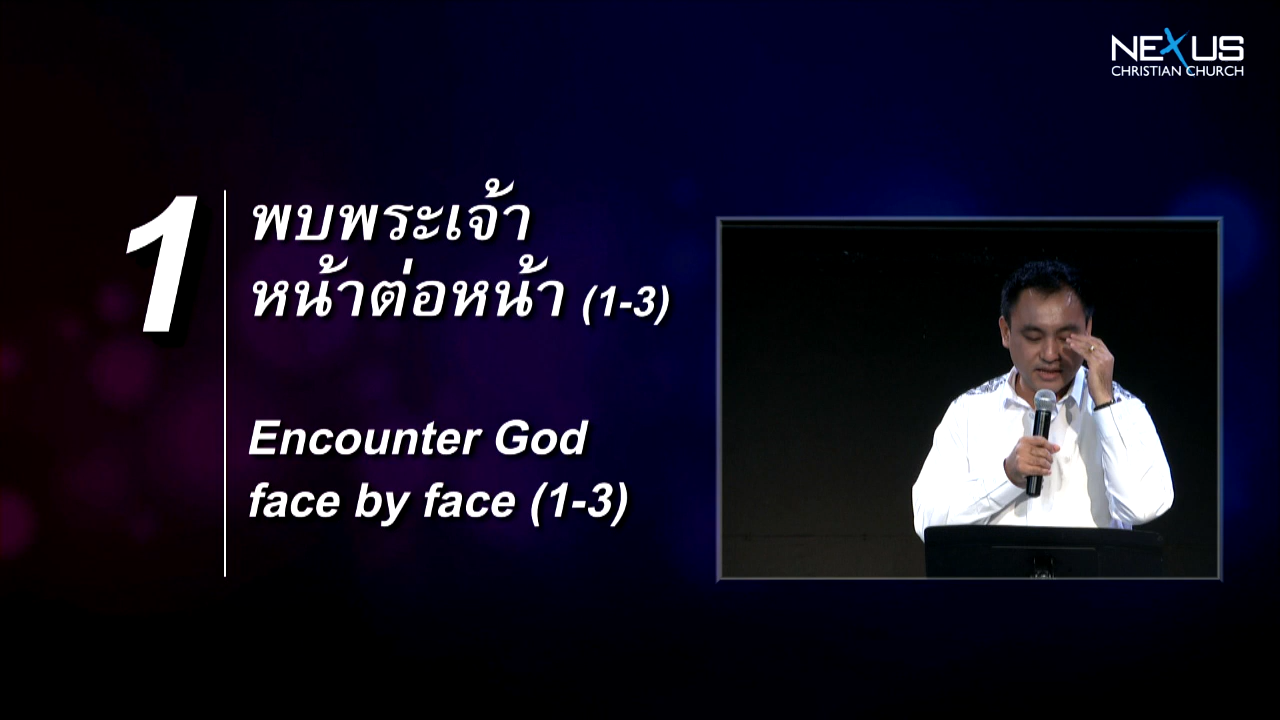 NEXUS
CHRISTIAN CHURCH
1
พบพระเจ้า
หน้าต่อหน้า (1-3)
Encounter God
face by face (1-3)